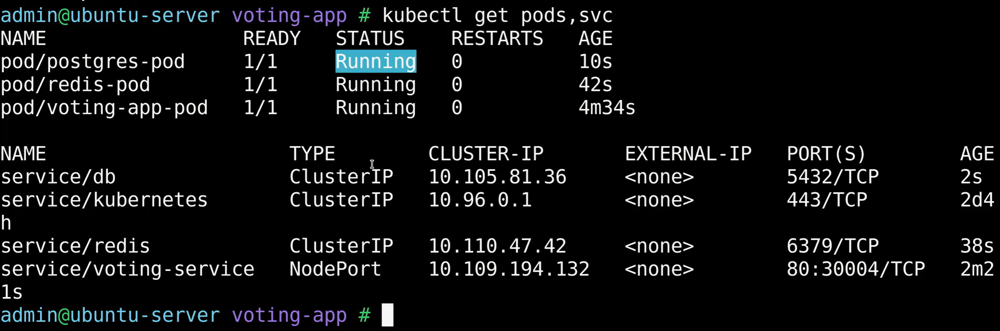 admin@ubuntu-server voting-app # kubectl get pods,svc
NAME                 READY   STATUS    RESTARTS   AGE
pod/postgres-pod     1/1     Running   0          10s
pod/redis-pod        1/1     Running   0          42s
pod/voting-app-pod   1/1     Running   0          4m34s

NAME                     TYPE        CLUSTER-IP       EXTERNAL-IP   PORT(S)        AGE
service/db               ClusterIP   10.105.81.36     <none>        5432/TCP       2s
service/kubernetes       ClusterIP   10.96.0.1        <none>        443/TCP        2d4
h
service/redis            ClusterIP   10.110.47.42     <none>        6379/TCP       38s
service/voting-service   NodePort    10.109.194.132   <none>        80:30004/TCP   2m2
1s
admin@ubuntu-server voting-app #